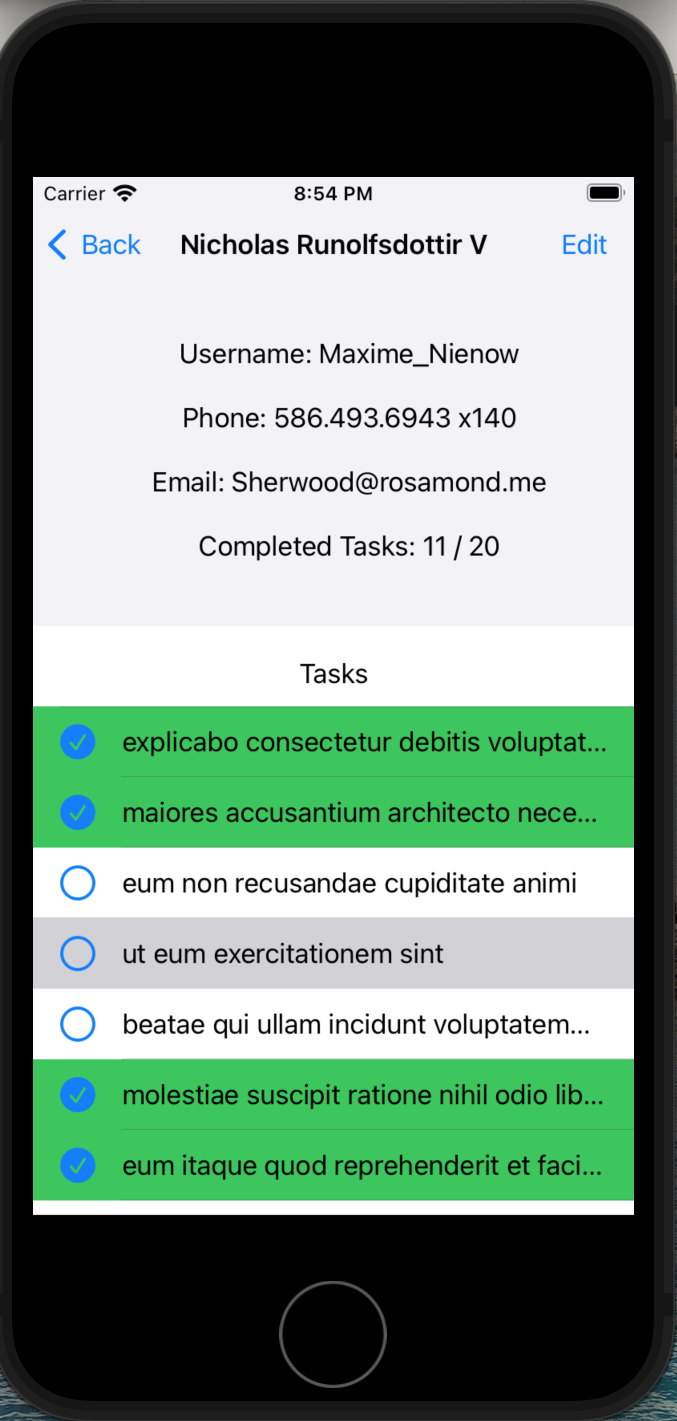 Carrier
8:54 PM
Back
Nicholas Runolfsdottir V
Edit
Username: Maxime_Nienow
Phone: 586.493.6943 x140
Email: Sherwood@rosamond.me
Completed Tasks: 11 / 20
Tasks
explicabo consectetur debitis voluptat...
maiores accusantium architecto nece...
eum non recusandae cupiditate animi
ut eum exercitationem sint
beatae qui ullam incidunt voluptatem...
molestiae suscipit ratione nihil odio lib...
eum itaque quod reprehenderit et faci...